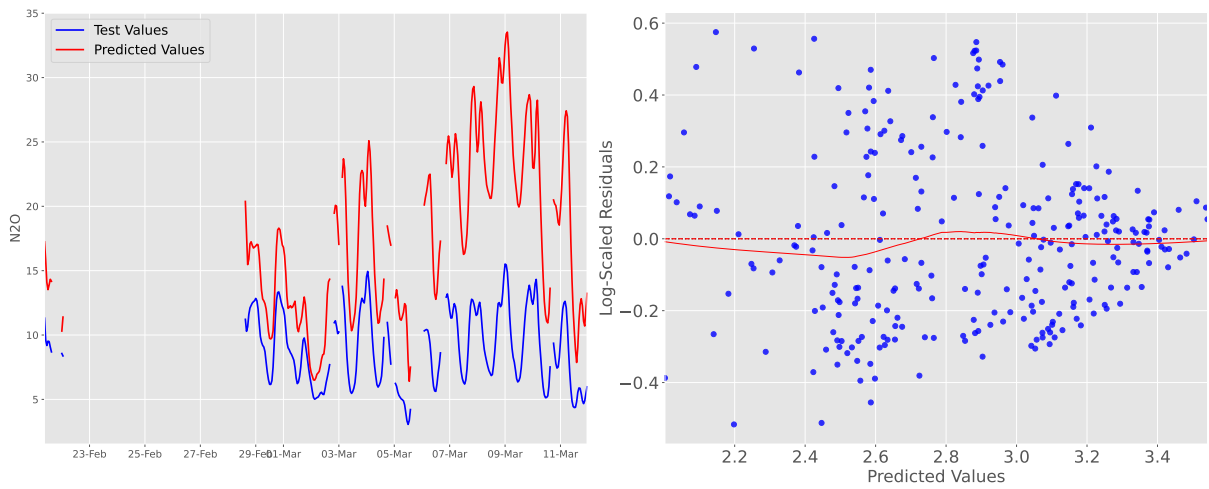 35
30
25
20
15
10
5
N2O
Test Values
Predicted Values
23-Feb
25-Feb
27-Feb
29-Feb
01-Mar
03-Mar
05-Mar
07-Mar
09-Mar
11-Mar
0.6
0.4
0.2
0.0
−0.2
−0.4
Log-Scaled Residuals
2.2
2.4
2.6
2.8
3.0
3.2
3.4
Predicted Values